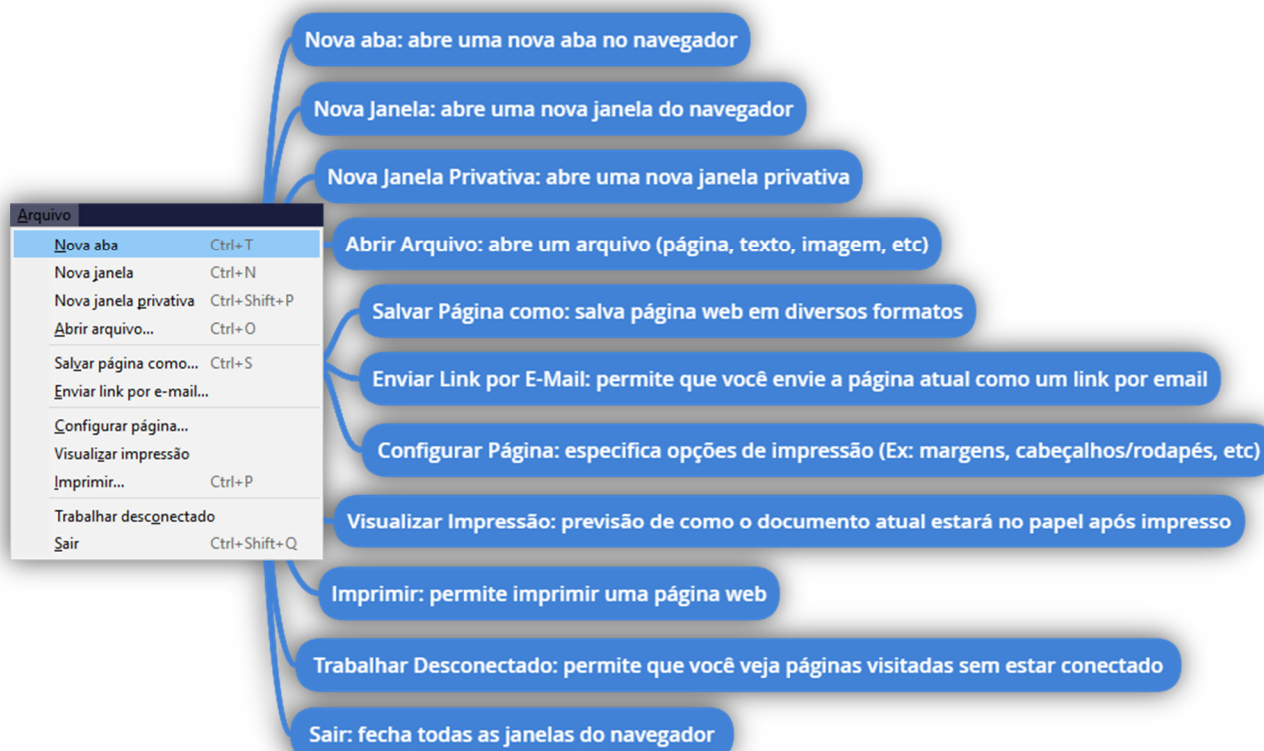 Nova aba: abre uma nova aba no navegador
Nova Janela: abre uma nova janela do navegador
Nova Janela Privativa: abre uma nova janela privativa
Abrir Arquivo: abre um arquivo (página, texto, imagem, etc)
Salvar Página como: salva página web em diversos formatos
Enviar Link por E-Mail: permite que você envie a página atual como um link por email
Configurar Página: especifica opções de impressão (Ex: margens, cabeçalhos/rodapés, etc)
Visualizar Impressão: previsão de como o documento atual estará no papel após impresso
Imprimir: permite imprimir uma página web
Trabalhar Desconectado: permite que você veja páginas visitadas sem estar conectado
Sair: fecha todas as janelas do navegador
Arquivo
Nova aba Ctrl+T
Nova janela Ctrl+N
Nova janela privativa Ctrl+Shift+P
Abrir arquivo... Ctrl+O
Salvar página como... Ctrl+S
Enviar link por e-mail...
Configurar página...
Visualizar impressão
Imprimir... Ctrl+P
Trabalhar desconectado
Sair Ctrl+Shift+Q